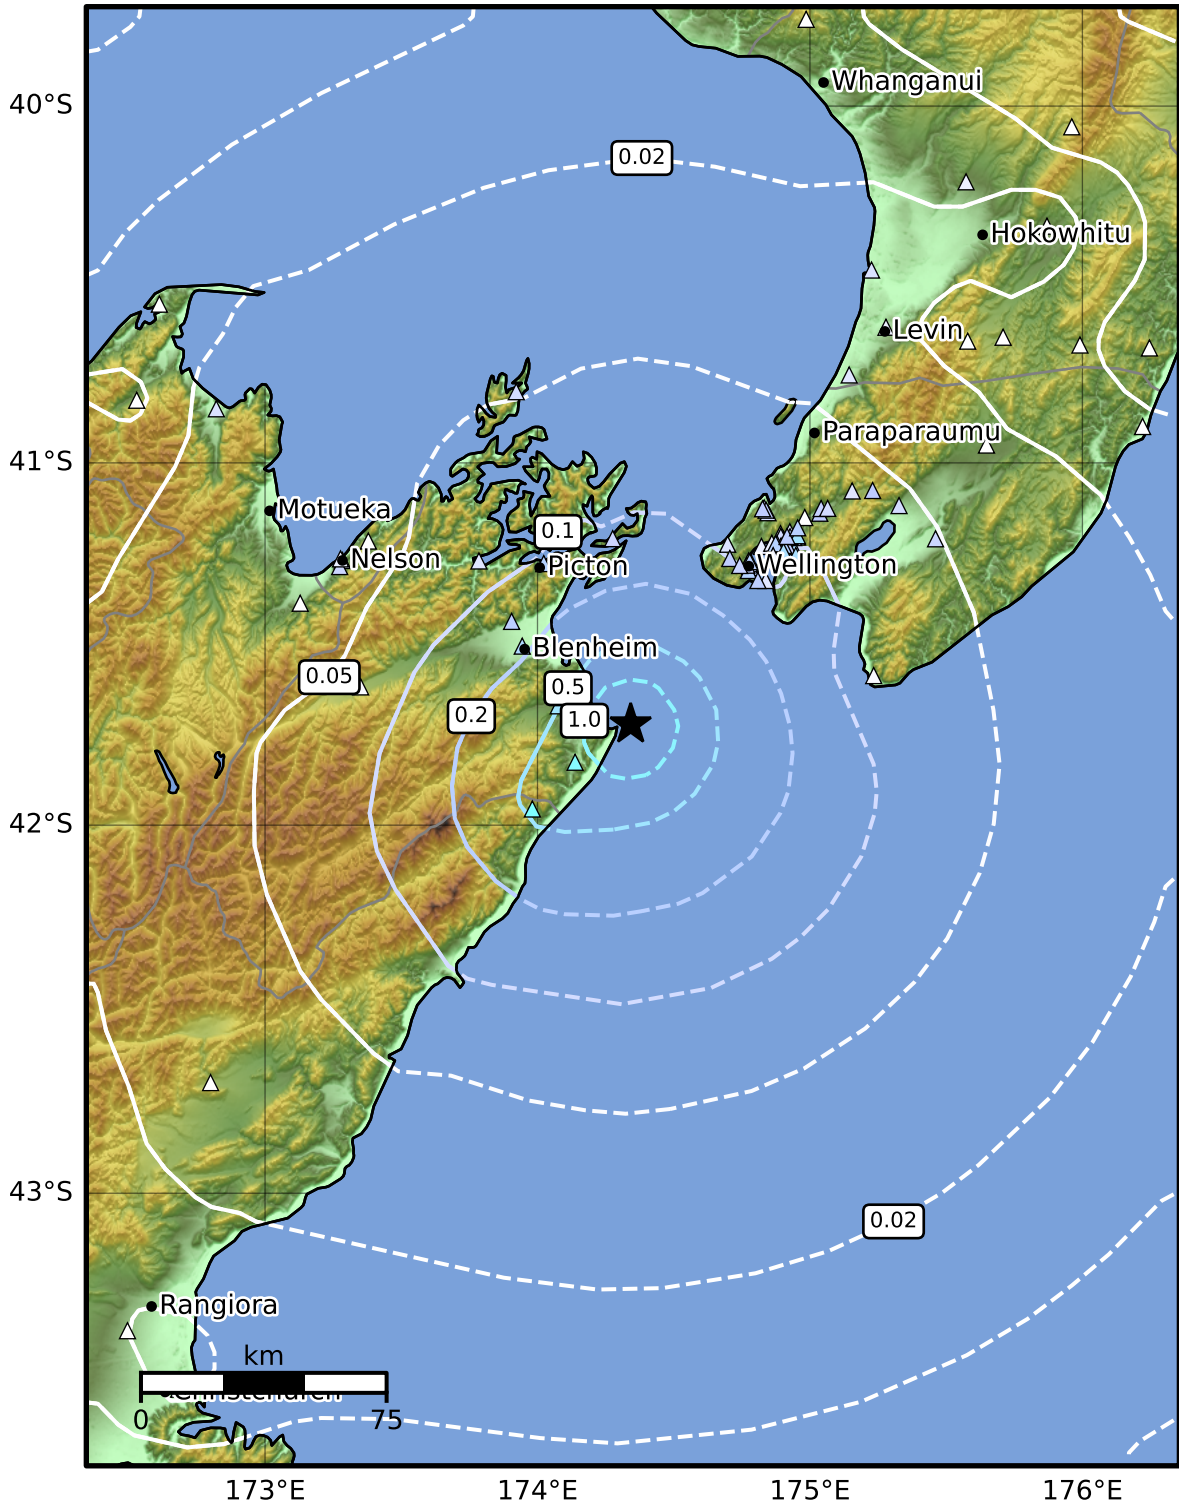 Whanganui
40°S
0.02
Hokowhitu
Levin
Paraparaumu
41°S
Motueka
0.1
Nelson
Picton
Wellington
Blenheim
0.05
0.5
0.2
1.0
42°S
43°S
0.02
Rangiora
km
0
75
173°E
174°E
175°E
176°E